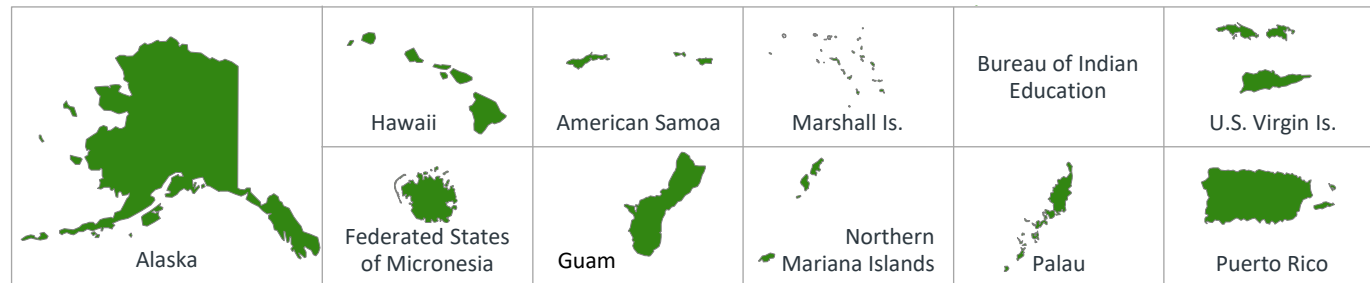 Alaska
Hawaii
American Samoa
Marshall Is.
Bureau of Indian
Education
U.S. Virgin Is.
Federated States
of Micronesia
Guam
Northern
Mariana Islands
Palau
Puerto Rico